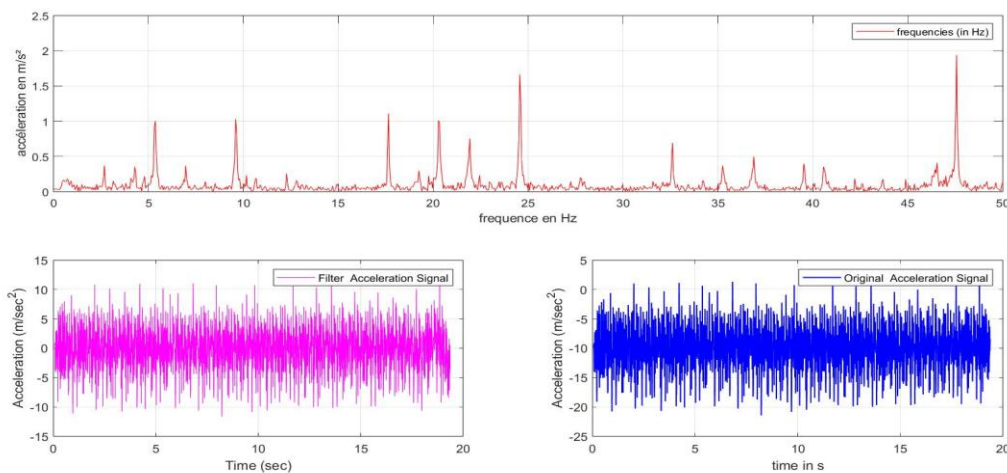 2.5
2
1.5
1
0.5
0
accéleration en m/s²
frequencies (in Hz)
0 5 10 15 20 25 30 35 40 45 50
frequence en Hz
15
10
5
0
-5
-10
-15
Acceleration (m/sec²)
Filter Acceleration Signal
0 5 10 15 20
Time (sec)
5
0
-5
-10
-15
-20
-25
Acceleration (m/sec²)
Original Acceleration Signal
0 5 10 15 20
time in s